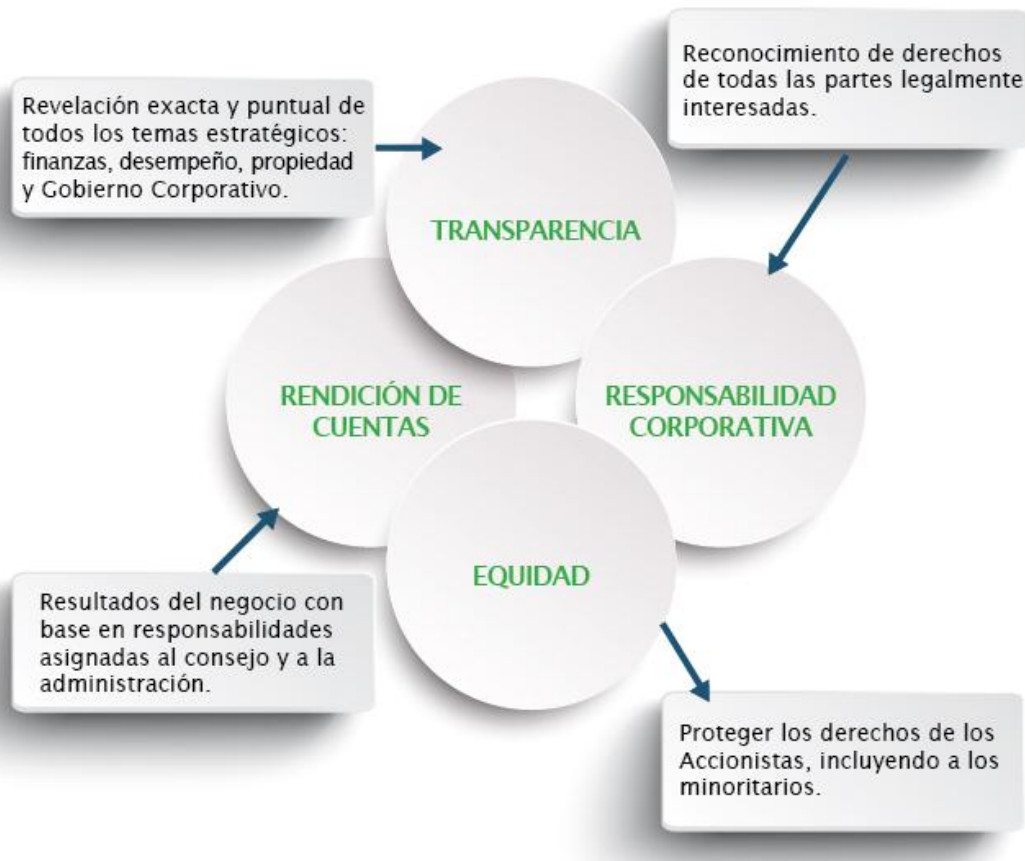 Reconocimiento de derechos
de todas las partes legalmente
interesadas.
Revelación exacta y puntual de
todos los temas estratégicos:
finanzas, desempeño, propiedad
y Gobierno Corporativo.
TRANSPARENCIA
RENDICIÓN DE
CUENTAS
RESPONSABILIDAD
CORPORATIVA
EQUIDAD
Resultados del negocio con
base en responsabilidades
asignadas al consejo y a la
administración.
Proteger los derechos de los
Accionistas, incluyendo a los
minoritarios.